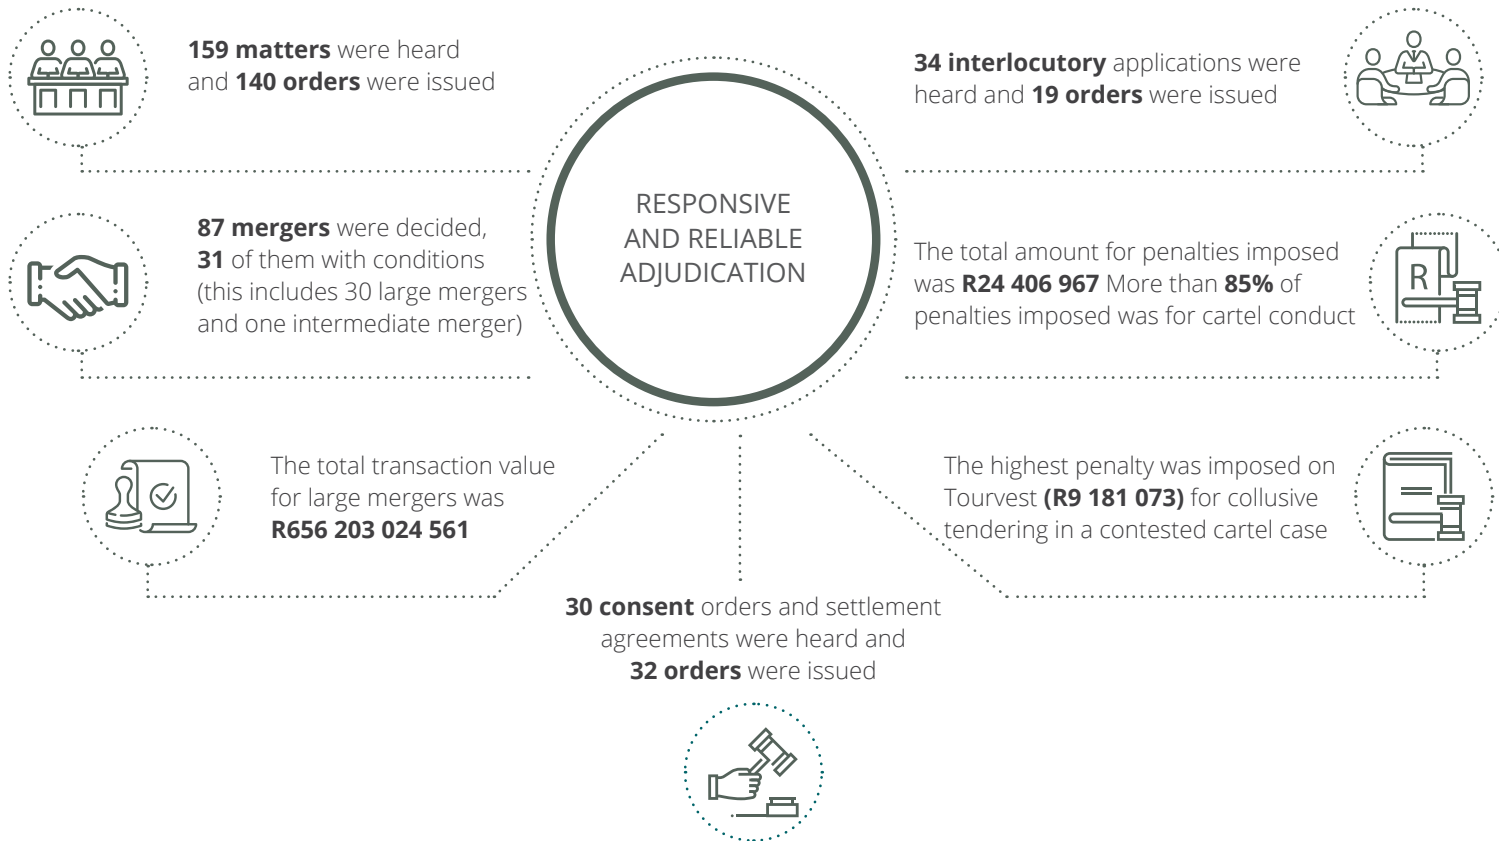 159 matters were heard
and 140 orders were issued
87 mergers were decided,
31 of them with conditions
(this includes 30 large mergers
and one intermediate merger)
The total transaction value
for large mergers was
R656 203 024 561
RESPONSIVE
AND RELIABLE
ADJUDICATION
30 consent orders and settlement
agreements were heard and
32 orders were issued
34 interlocutory applications were
heard and 19 orders were issued
The total amount for penalties imposed
was R24 406 967 More than 85% of
penalties imposed was for cartel conduct
R
The highest penalty was imposed on
Tourvest (R9 181 073) for collusive
tendering in a contested cartel case